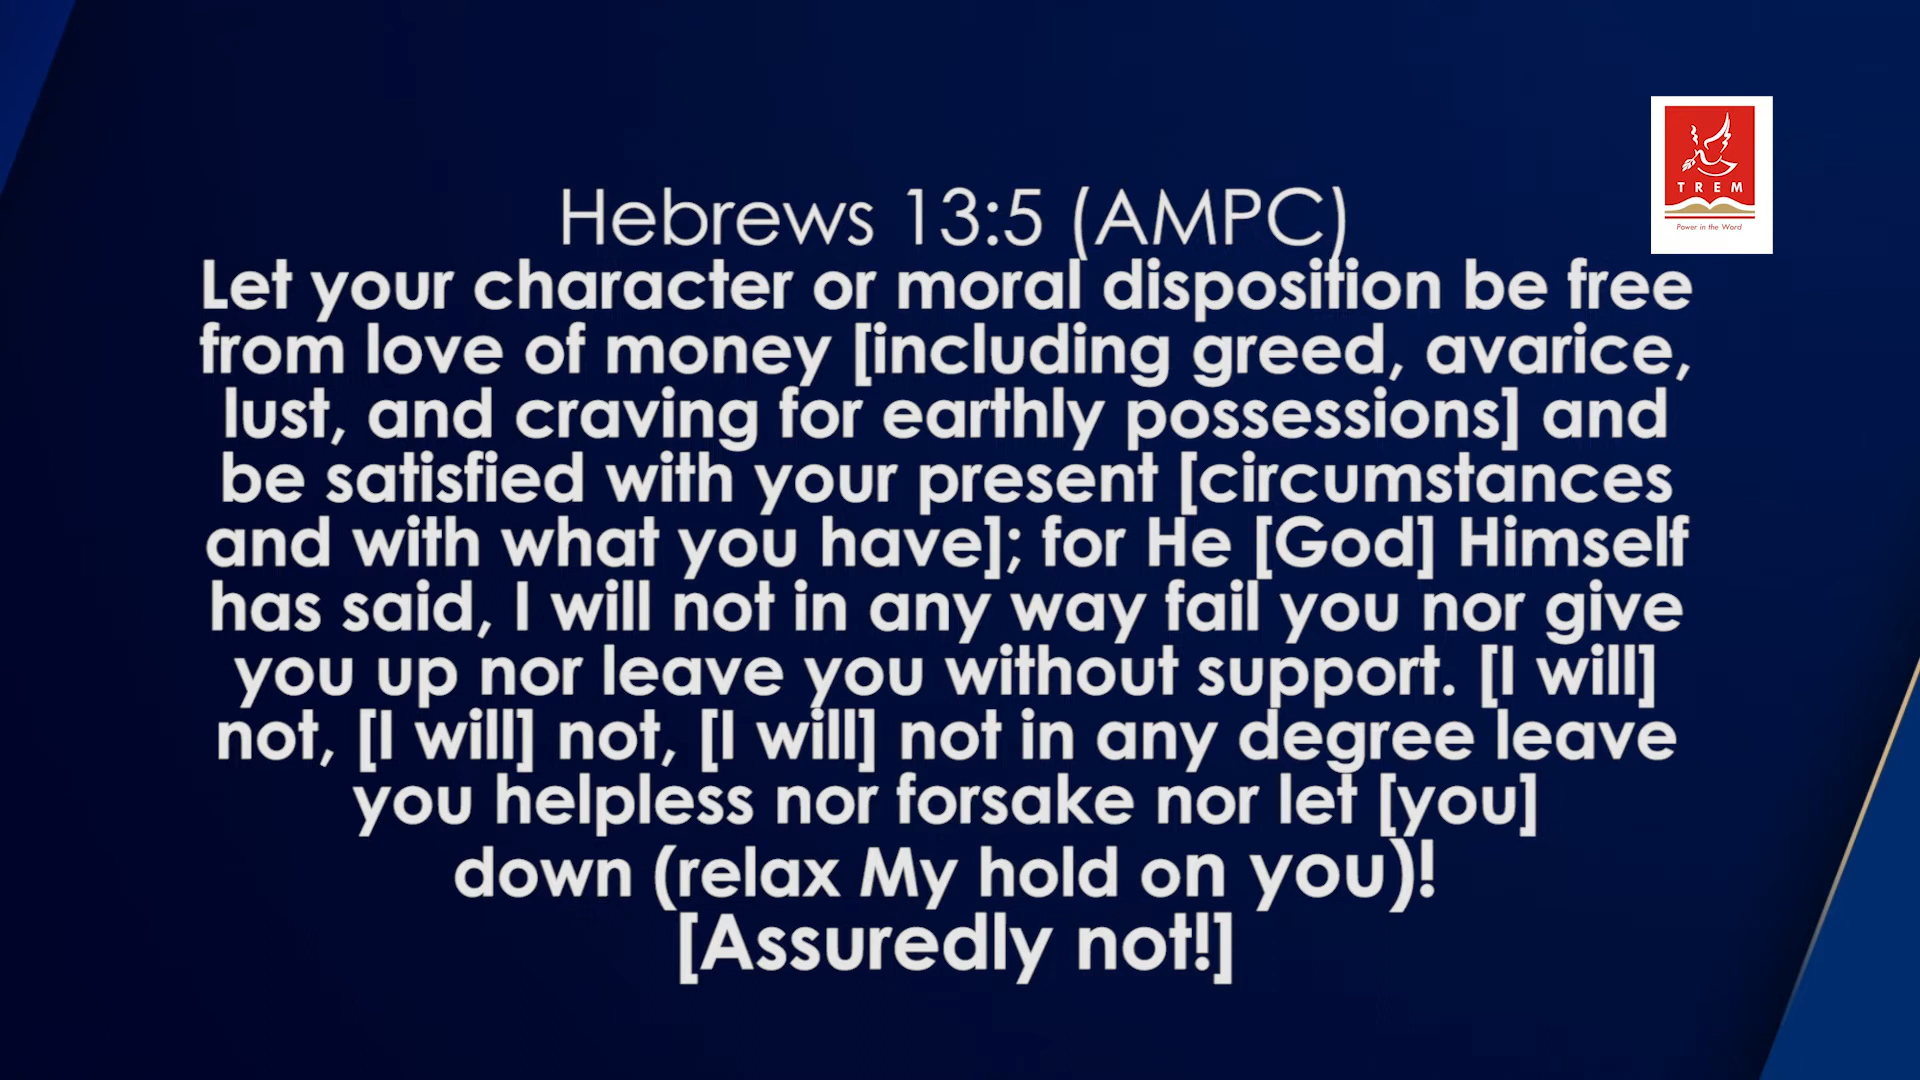 TREM
Power in the Word
Hebrews 13:5 (AMPC)
Let your character or moral disposition be free
from love of money [including greed, avarice,
lust, and craving for earthly possessions] and
be satisfied with your present [circumstances
and with what you have]; for He [God] Himself
has said, I will not in any way fail you nor give
you up nor leave you without support. [I will]
not, [I will] not, [I will] not in any degree leave
you helpless nor forsake nor let [you]
down (relax My hold on you)!
[Assuredly not!]